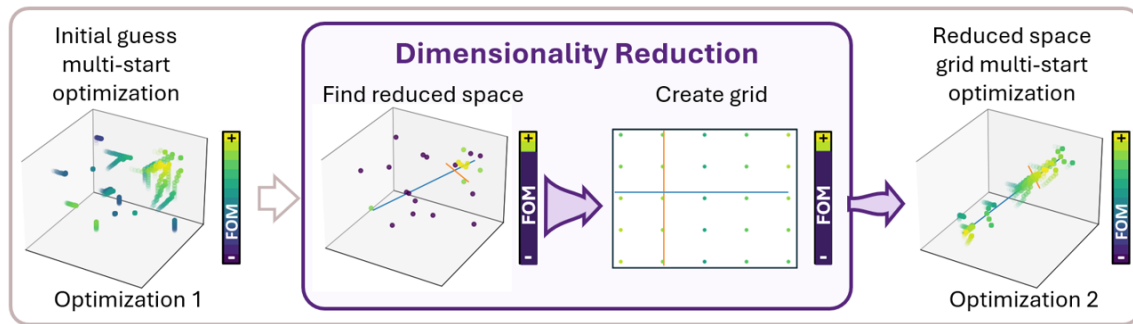 Initial guess
multi-start
optimization
+
FOM
-
Optimization 1
Dimensionality Reduction
Find reduced space
+
FOM
-
Create grid
+
FOM
-
Reduced space
grid multi-start
optimization
+
FOM
-
Optimization 2